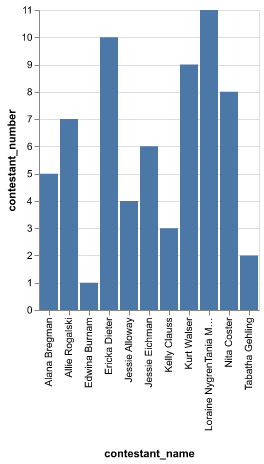 contestant_number
11
10
9
8
7
6
5
4
3
2
1
0
Alana Bregman
Allie Rogalski
Edwina Burnam
Ericka Dieter
Jessie Alloway
Jessie Eichman
Kelly Clauss
Kurt Walser
Loraine NygrenTania M…
Nita Coster
Tabatha Gehling
contestant_name